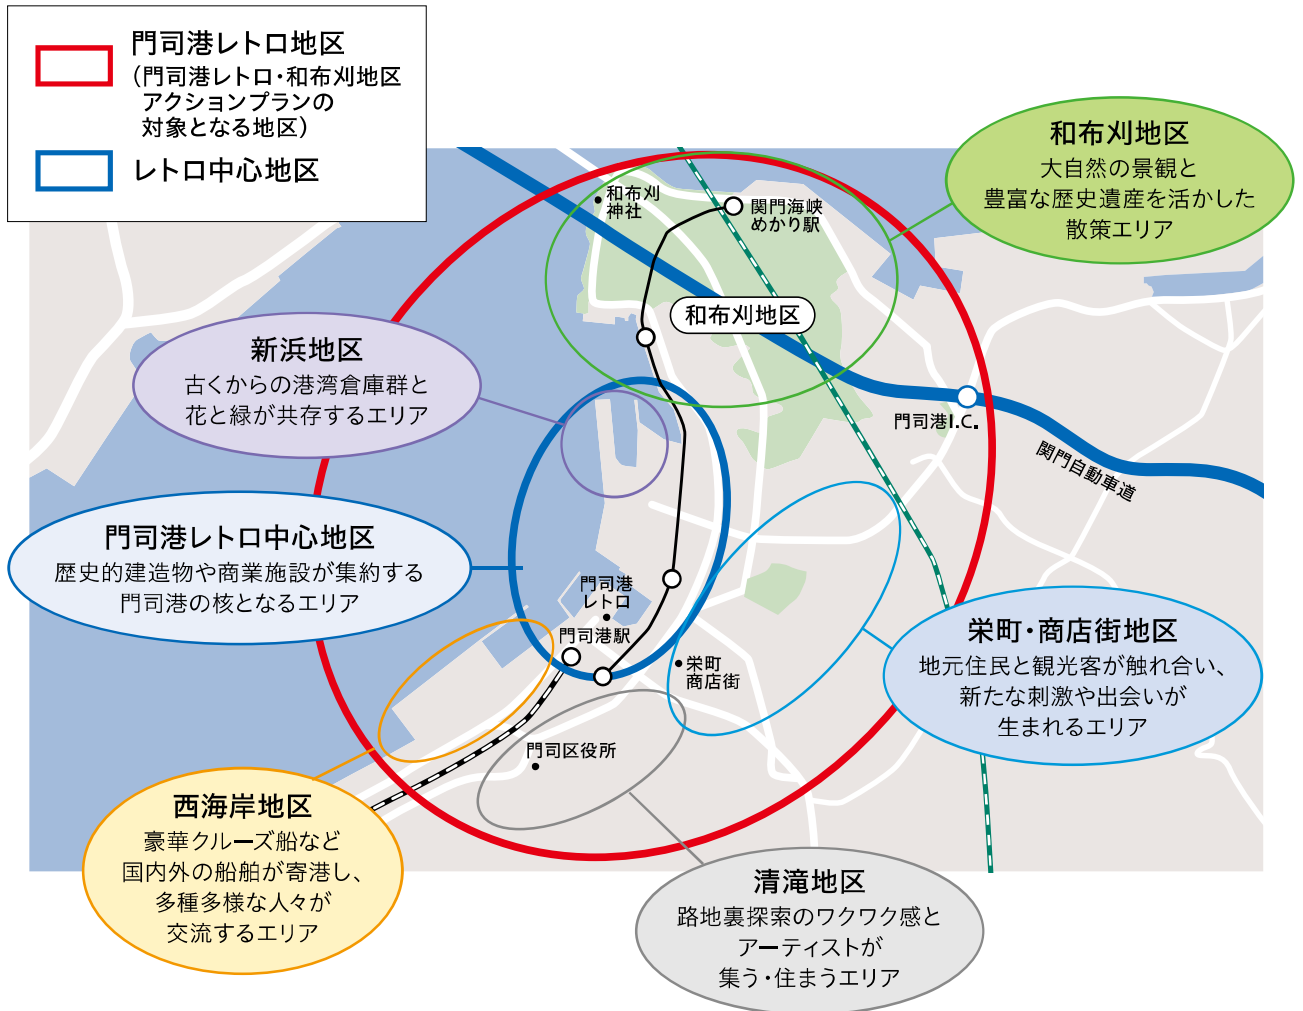 門司港レトロ地区
（門司港レトロ・和布刈地区
アクションプランの
対象となる地区）
レトロ中心地区
和布刈地区
大自然の景観と
豊富な歴史遺産を活かした
散策エリア
和布刈
神社
関門海峡
めかり駅
和布刈地区
新浜地区
古くからの港湾倉庫群と
花と緑が共存するエリア
門司港I.C.
関門自動車道
門司港レトロ中心地区
歴史的建造物や商業施設が集約する
門司港の核となるエリア
門司港
レトロ
門司港駅
栄町
商店街
栄町・商店街地区
地元住民と観光客が触れ合い、
新たな刺激や出会いが
生まれるエリア
門司区役所
西海岸地区
豪華クルーズ船など
国内外の船舶が寄港し、
多種多様な人々が
交流するエリア
清滝地区
路地裏探索のワクワク感と
アーティストが
集う・住まうエリア